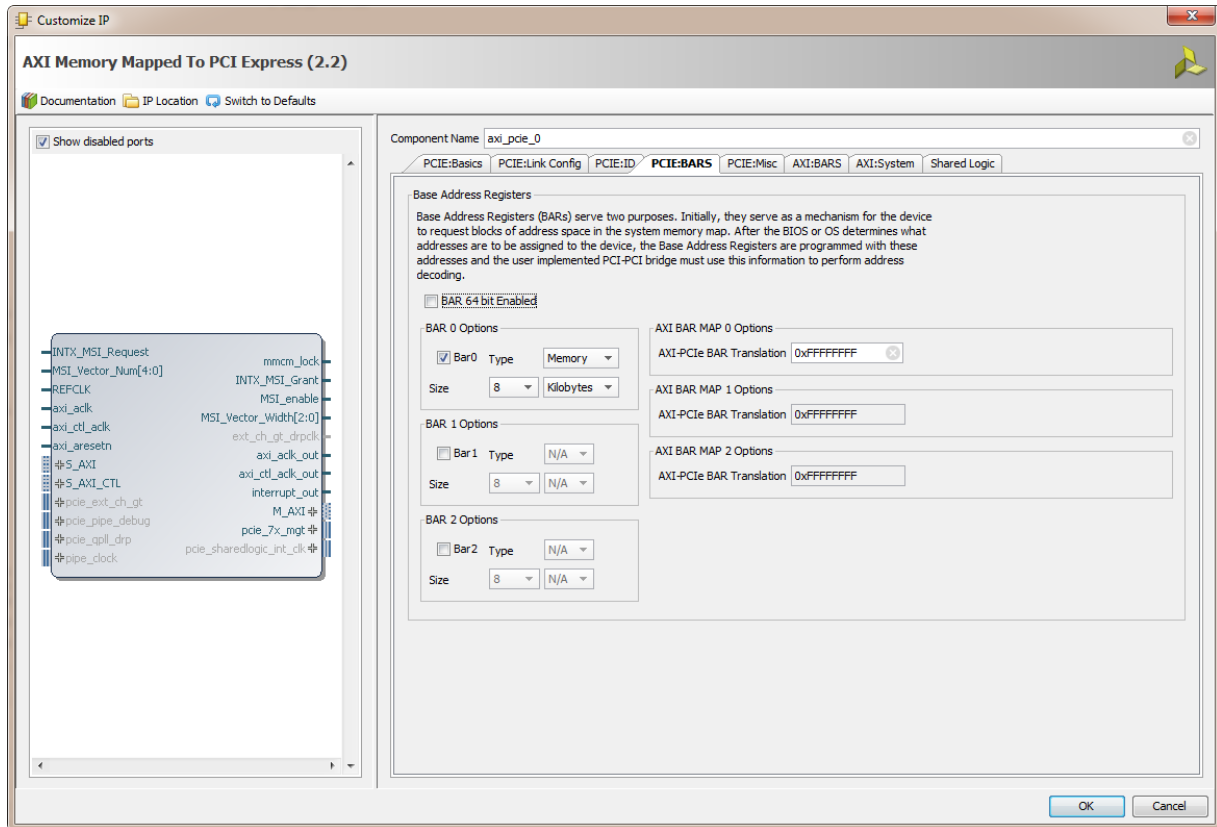 Customize IP
AXI Memory Mapped To PCI Express (2.2)
Documentation IP Location Switch to Defaults
Show disabled ports
INTX_MSI_Request
MSI_Vector_Num[4:0]
REFCLK
axi_aclk
axi_ctl_aclk
axi_aresetn
S_AXI
S_AXI_CTL
pcie_ext_ch_gt
pcie_pipe_debug
pcie_qpll_drp
pipe_clock
mmcm_lock
INTX_MSI_Grant
MSI_enable
MSI_Vector_Width[2:0]
ext_ch_gt_drpclk
axi_aclk_out
axi_ctl_aclk_out
interrupt_out
M_AXI
pcie_7x_mgt
pcie_sharedlogic_int_clk
Component Name axi_pcie_0
PCIE:Basics PCIE:Link Config PCIE:ID PCIE:BARS PCIE:Misc AXI:BARS AXI:System Shared Logic
Base Address Registers
Base Address Registers (BARs) serve two purposes. Initially, they serve as a mechanism for the device
to request blocks of address space in the system memory map. After the BIOS or OS determines what
addresses are to be assigned to the device, the Base Address Registers are programmed with these
addresses and the user implemented PCI-PCI bridge must use this information to perform address
decoding.
BAR 64 bit Enabled
BAR 0 Options
Bar0 Type Memory
Size 8 Kilobytes
BAR 1 Options
Bar1 Type N/A
Size 8 N/A
BAR 2 Options
Bar2 Type N/A
Size 8 N/A
AXI BAR MAP 0 Options
AXI-PCIe BAR Translation 0xFFFFFFFF
AXI BAR MAP 1 Options
AXI-PCIe BAR Translation 0xFFFFFFFF
AXI BAR MAP 2 Options
AXI-PCIe BAR Translation 0xFFFFFFFF
OK Cancel